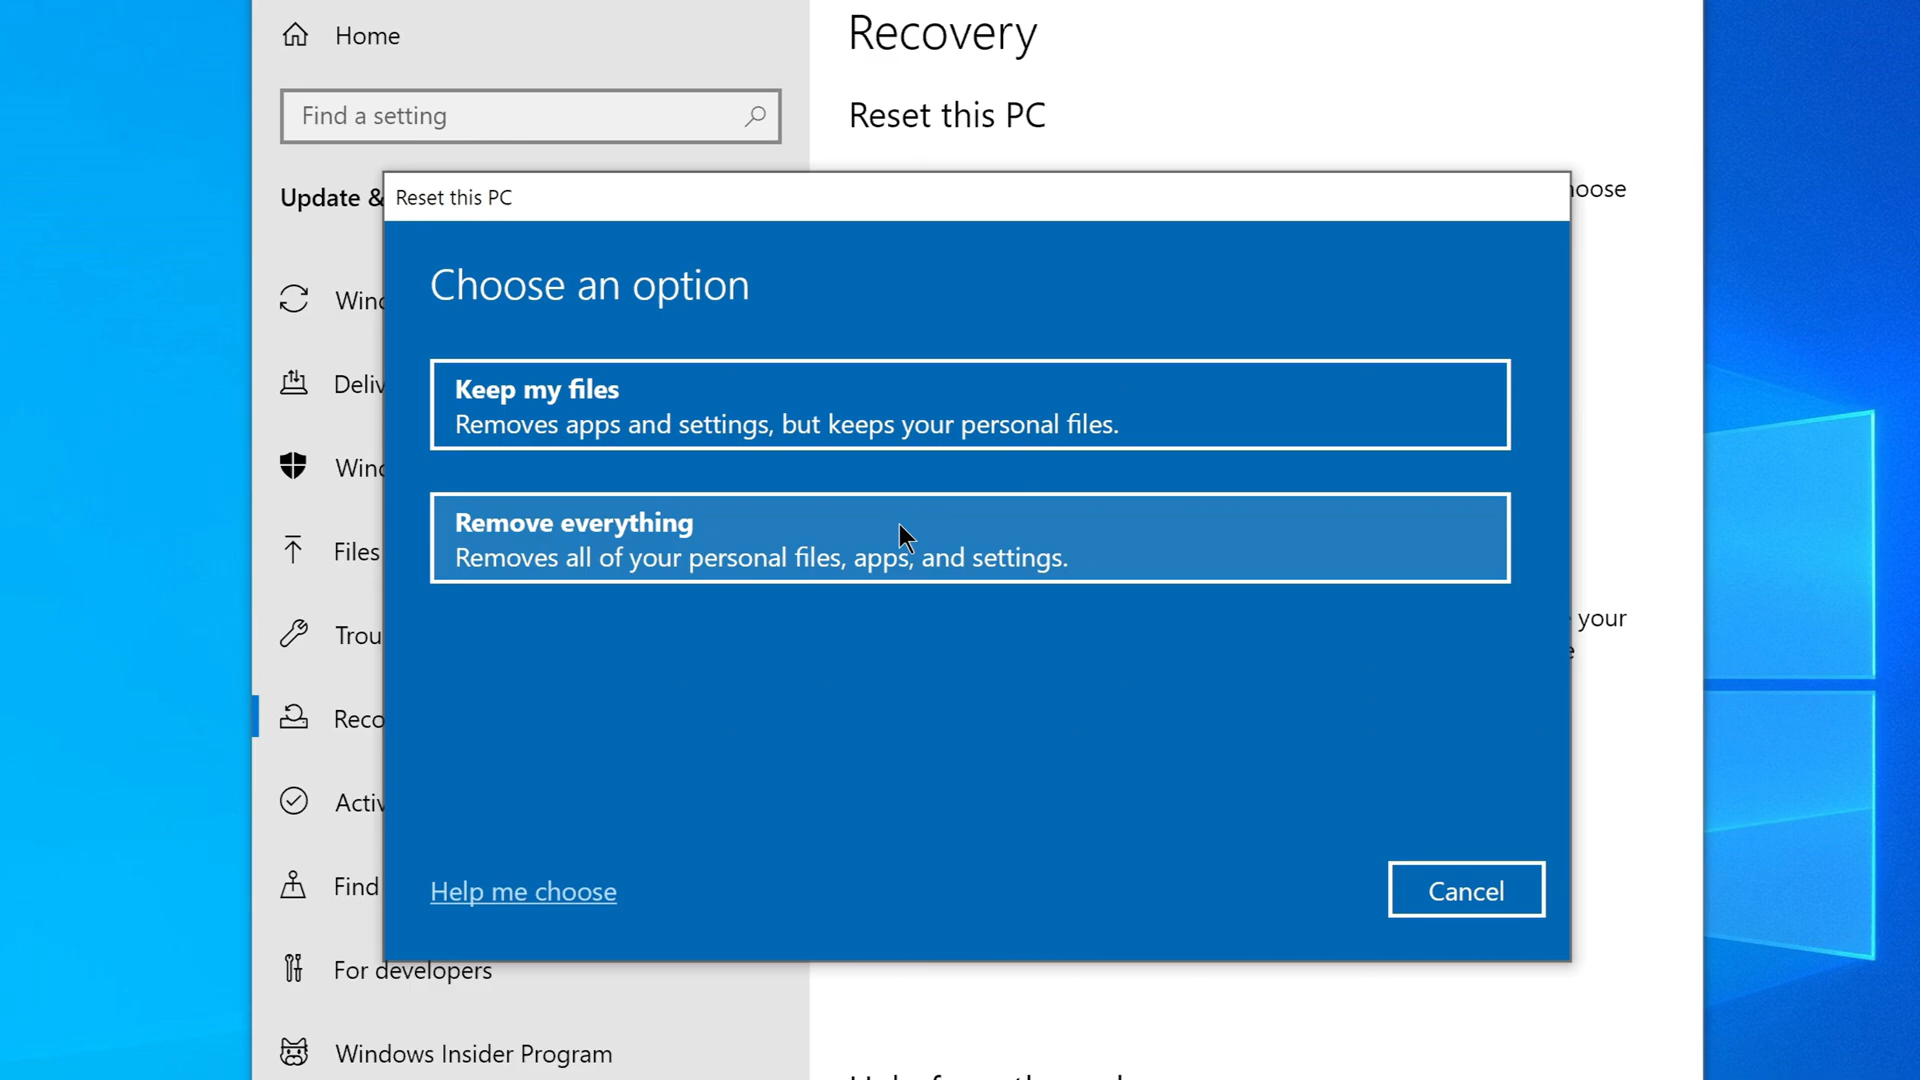 Home
Recovery
Find a setting
Reset this PC
Update &
Reset this PC
hoose
Choose an option
Wind
Keep my files
Removes apps and settings, but keeps your personal files.
Deliv
Wind
Remove everything
Removes all of your personal files, apps, and settings.
Files
your
Trou
e
Reco
Activ
Find
Help me choose
Cancel
For developers
Windows Insider Program